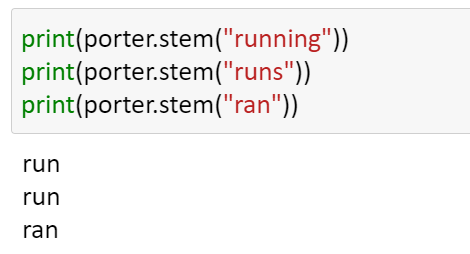 print(porter.stem("running"))
print(porter.stem("runs"))
print(porter.stem("ran"))
run
run
ran